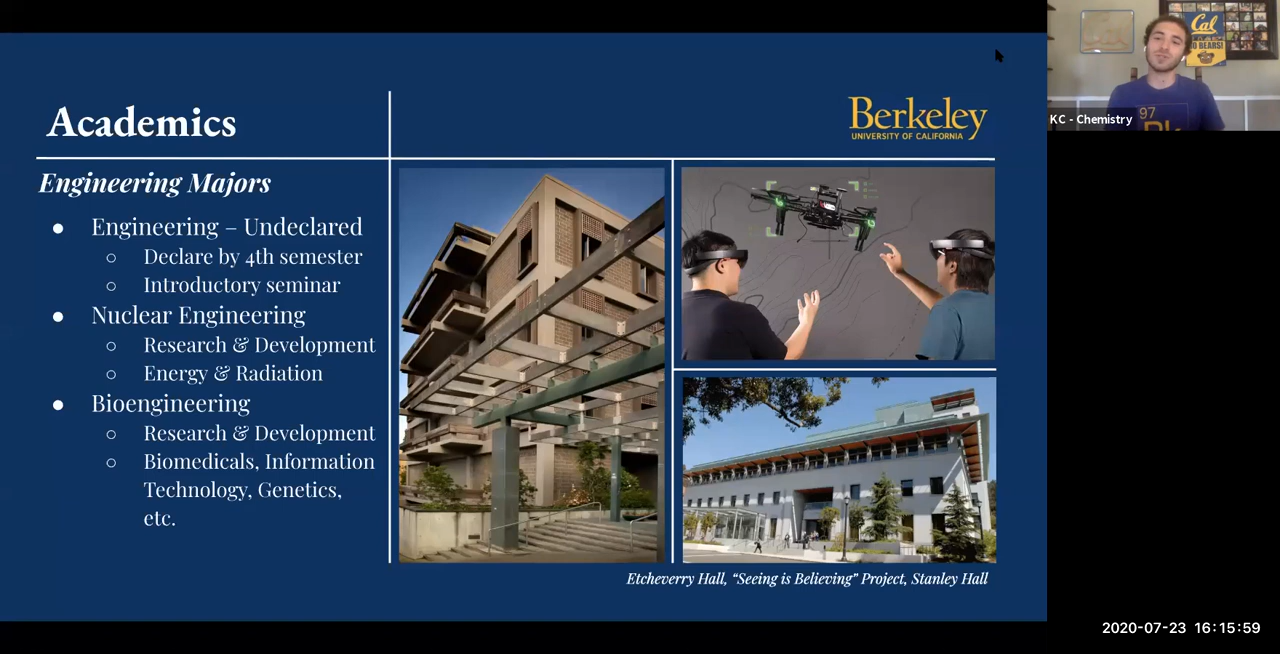 Academics
Berkeley
UNIVERSITY OF CALIFORNIA
Engineering Majors
● Engineering – Undeclared
○ Declare by 4th semester
○ Introductory seminar
● Nuclear Engineering
○ Research & Development
○ Energy & Radiation
● Bioengineering
○ Research & Development
○ Biomedicals, Information
Technology, Genetics,
etc.
Etcheverry Hall, “Seeing is Believing” Project, Stanley Hall
Cal
BEARS!
97
KC - Chemistry
2020-07-23 16:15:59